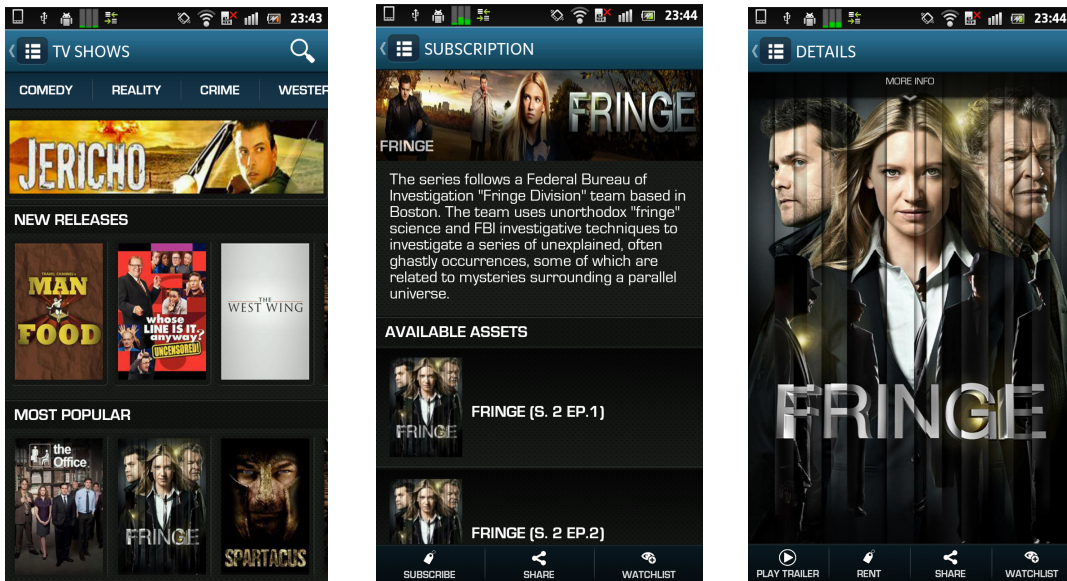 23:43
TV SHOWS
COMEDY REALITY CRIME WESTER
JERICHO
NEW RELEASES
TRAVEL CHANNEL's
MAN
FOOD
whose
LINE IS IT
anyway?
UNCENSORED!
THE
WEST WING
MOST POPULAR
the
Office
FRINGE
SPARTACUS
23:44
SUBSCRIPTION
FRINGE
FRINGE
The series follows a Federal Bureau of
Investigation "Fringe Division" team based in
Boston. The team uses unorthodox "fringe"
science and FBI investigative techniques to
investigate a series of unexplained, often
ghastly occurrences, some of which are
related to mysteries surrounding a parallel
universe.
AVAILABLE ASSETS
FRINGE
FRINGE (S. 2 EP.1)
FRINGE
FRINGE (S. 2 EP.2)
SUBSCRIBE SHARE WATCHLIST
23:44
DETAILS
MORE INFO
FRINGE
PLAY TRAILER RENT SHARE WATCHLIST